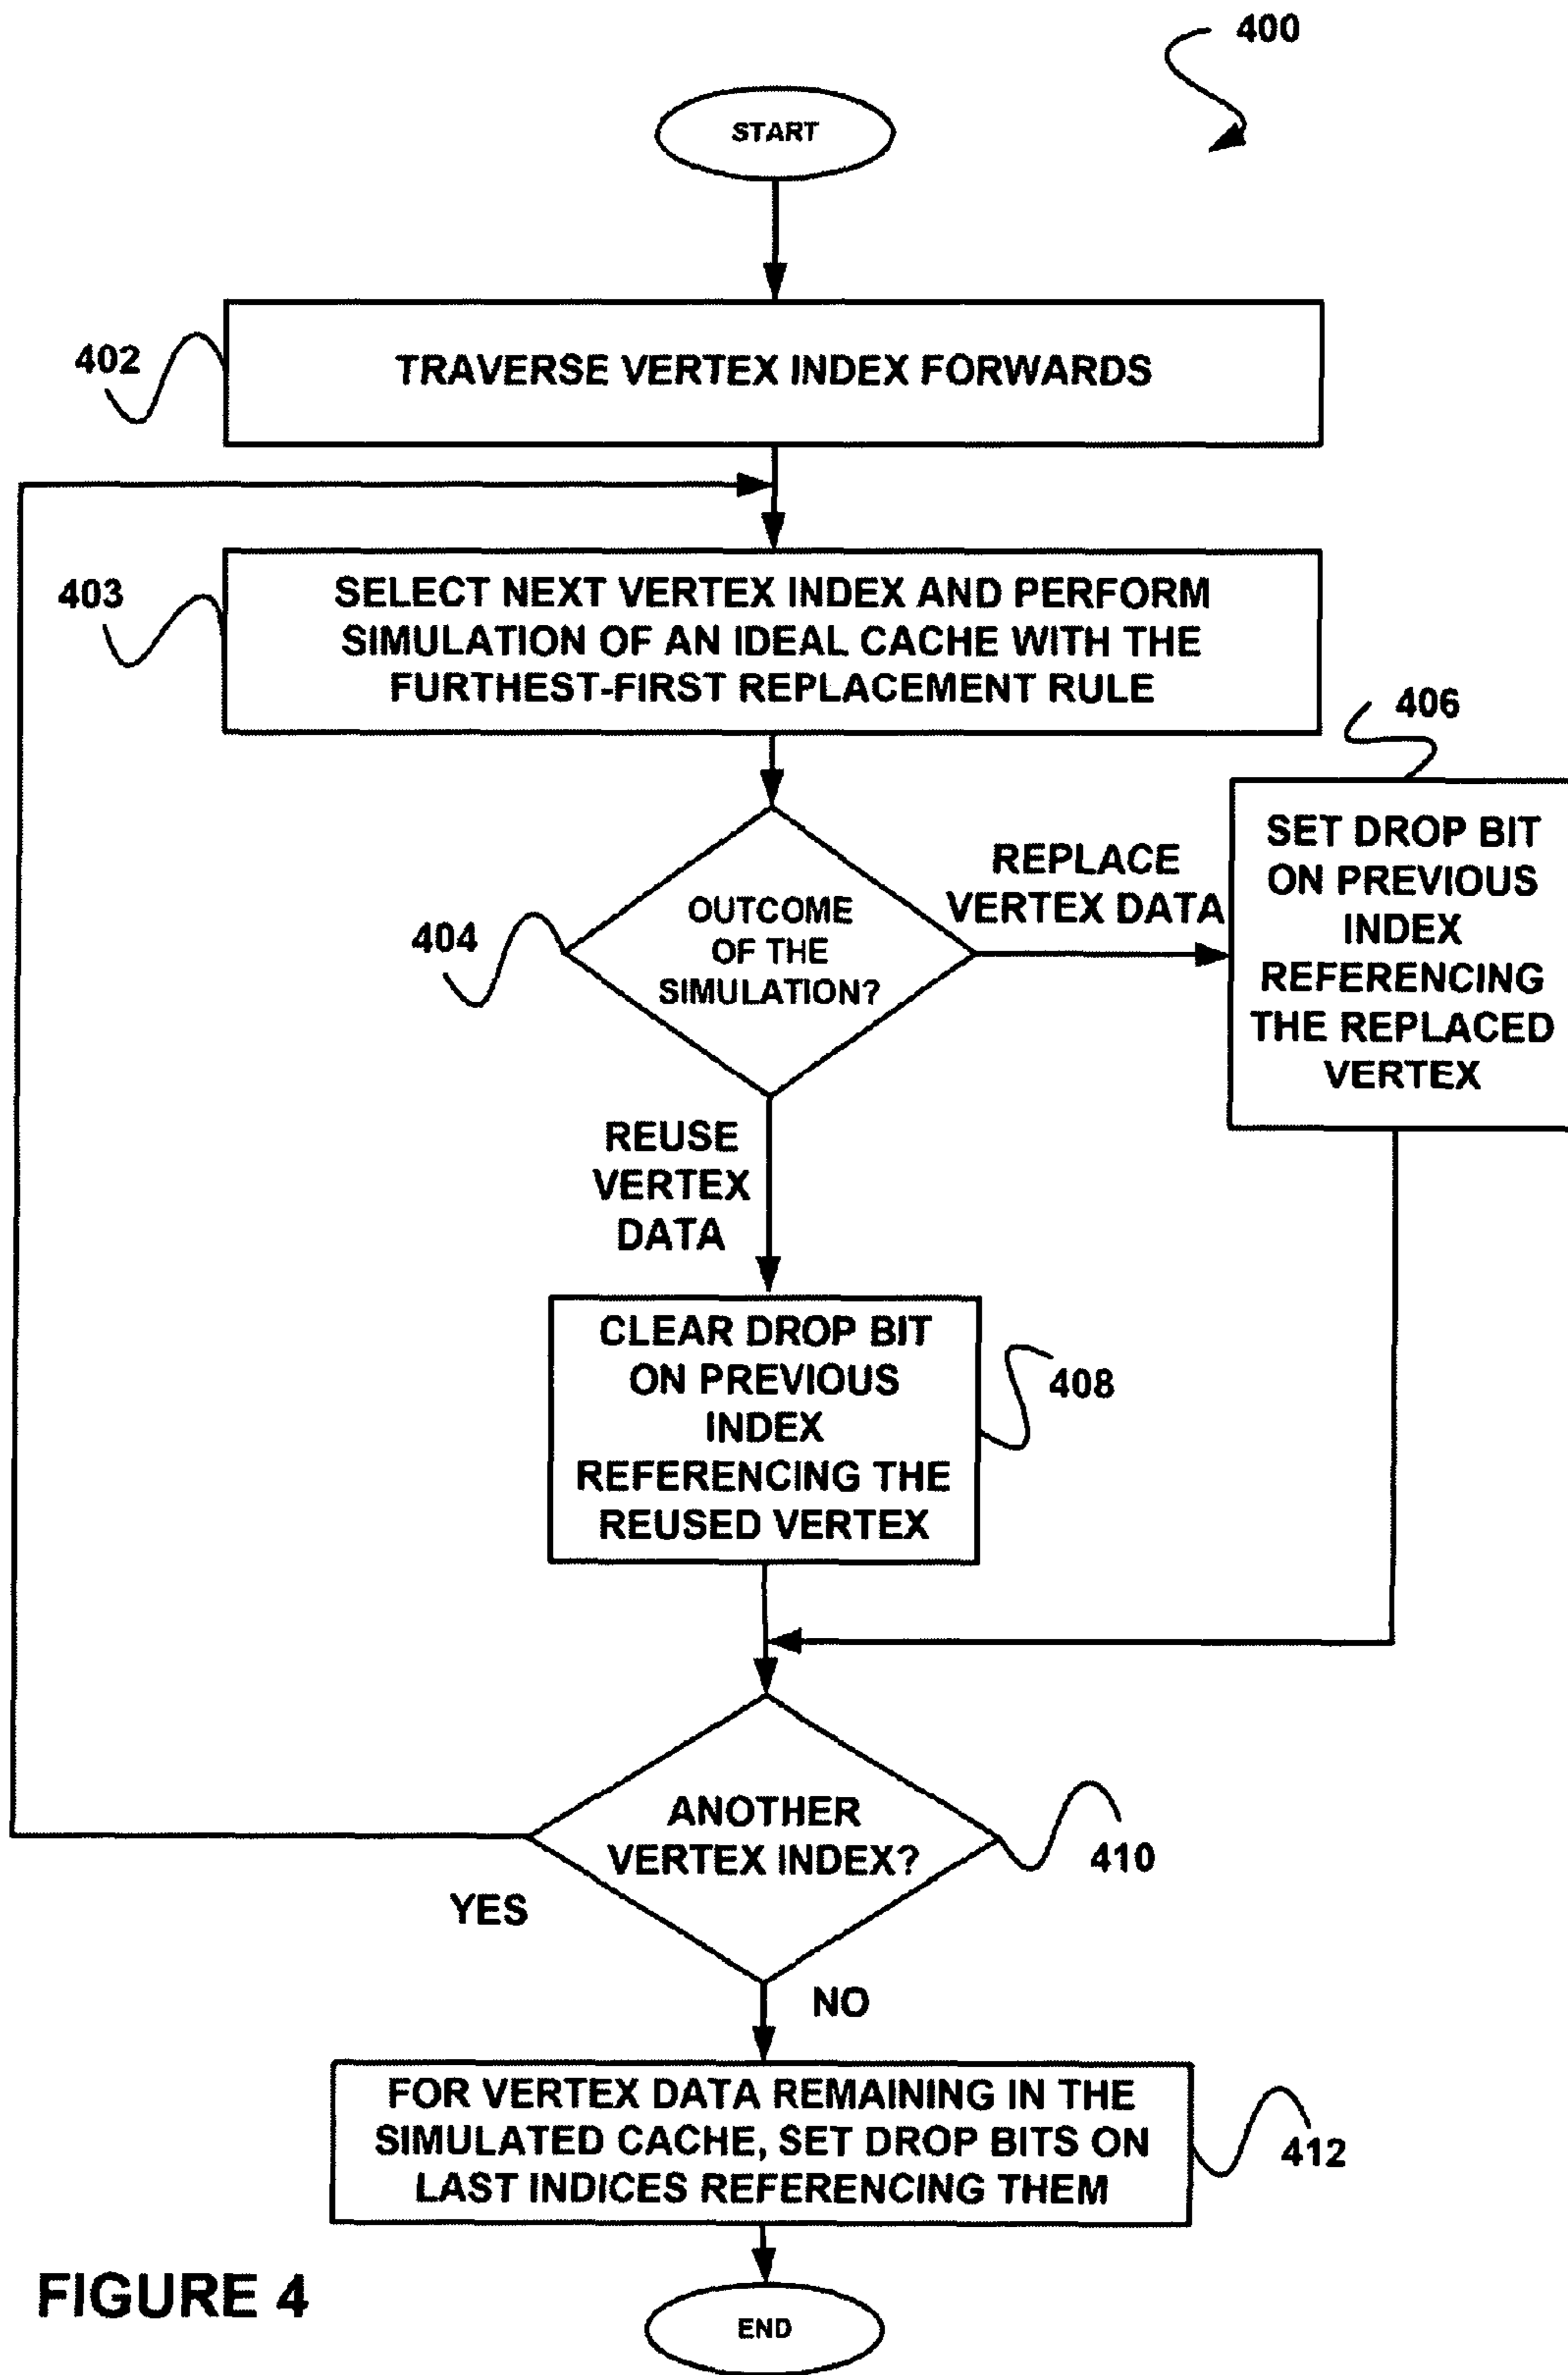 400
START
402
TRAVERSE VERTEX INDEX FORWARDS
403
SELECT NEXT VERTEX INDEX AND PERFORM
SIMULATION OF AN IDEAL CACHE WITH THE
FURTHEST-FIRST REPLACEMENT RULE
406
SET DROP BIT
ON PREVIOUS
INDEX
REFERENCING
THE REPLACED
VERTEX
REPLACE
VERTEX DATA
404
OUTCOME
OF THE
SIMULATION?
REUSE
VERTEX
DATA
CLEAR DROP BIT
ON PREVIOUS
INDEX
REFERENCING THE
REUSED VERTEX
408
ANOTHER
VERTEX INDEX?
410
YES
NO
FOR VERTEX DATA REMAINING IN THE
SIMULATED CACHE, SET DROP BITS ON
LAST INDICES REFERENCING THEM
412
FIGURE 4
END